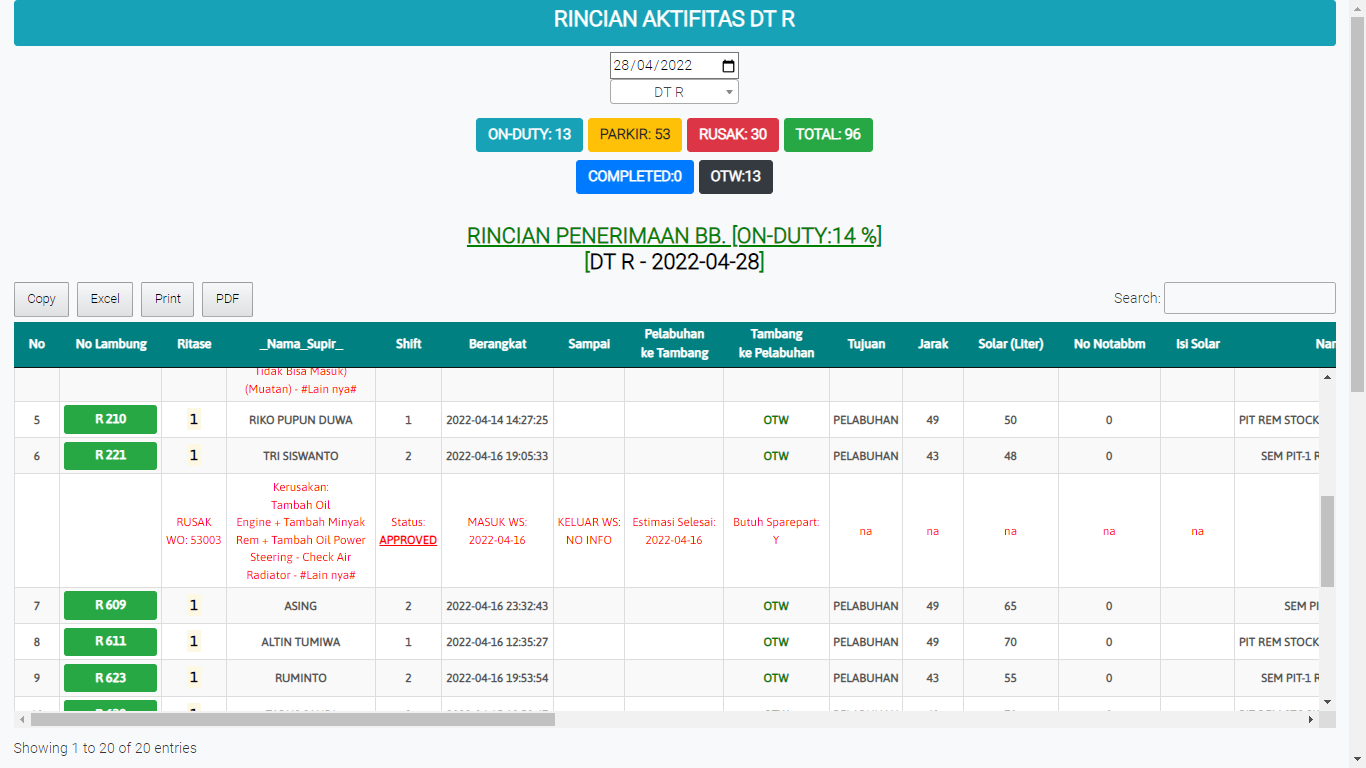 RINCIAN AKTIFITAS DT R
28/04/2022
DT R
ON-DUTY: 13 PARKIR: 53 RUSAK: 30 TOTAL: 96
COMPLETED:0 OTW:13
RINCIAN PENERIMAAN BB. [ON-DUTY:14 %]
[DT R - 2022-04-28]
Copy Excel Print PDF Search:
No No Lambung Ritase _Nama_Supir_ Shift Berangkat Sampai Pelabuhan ke Tambang Tambang ke Pelabuhan Tujuan Jarak Solar (Liter) No Notabbm Isi Solar Nar
Tidak Bisa Masuk)
(Muatan) - #Lain nya#
5 R 210 1 RIKO PUPUN DUWA 1 2022-04-14 14:27:25 OTW PELABUHAN 49 50 0 PIT REM STOCK
6 R 221 1 TRI SISWANTO 2 2022-04-16 19:05:33 OTW PELABUHAN 43 48 0 SEM PIT-1 R
RUSAK
WO: 53003
Kerusakan:
Tambah Oil
Engine + Tambah Minyak
Rem + Tambah Oil Power
Steering - Check Air
Radiator - #Lain nya#
Status:
APPROVED
MASUK WS:
2022-04-16
KELUAR WS:
NO INFO
Estimasi Selesai:
2022-04-16
Butuh Sparepart:
Y
na na na na na
7 R 609 1 ASING 2 2022-04-16 23:32:43 OTW PELABUHAN 49 65 0 SEM PI
8 R 611 1 ALTIN TUMIWA 1 2022-04-16 12:35:27 OTW PELABUHAN 49 70 0 PIT REM STOCK
9 R 623 1 RUMINTO 2 2022-04-16 19:53:54 OTW PELABUHAN 43 55 0 SEM PIT-1 R
Showing 1 to 20 of 20 entries